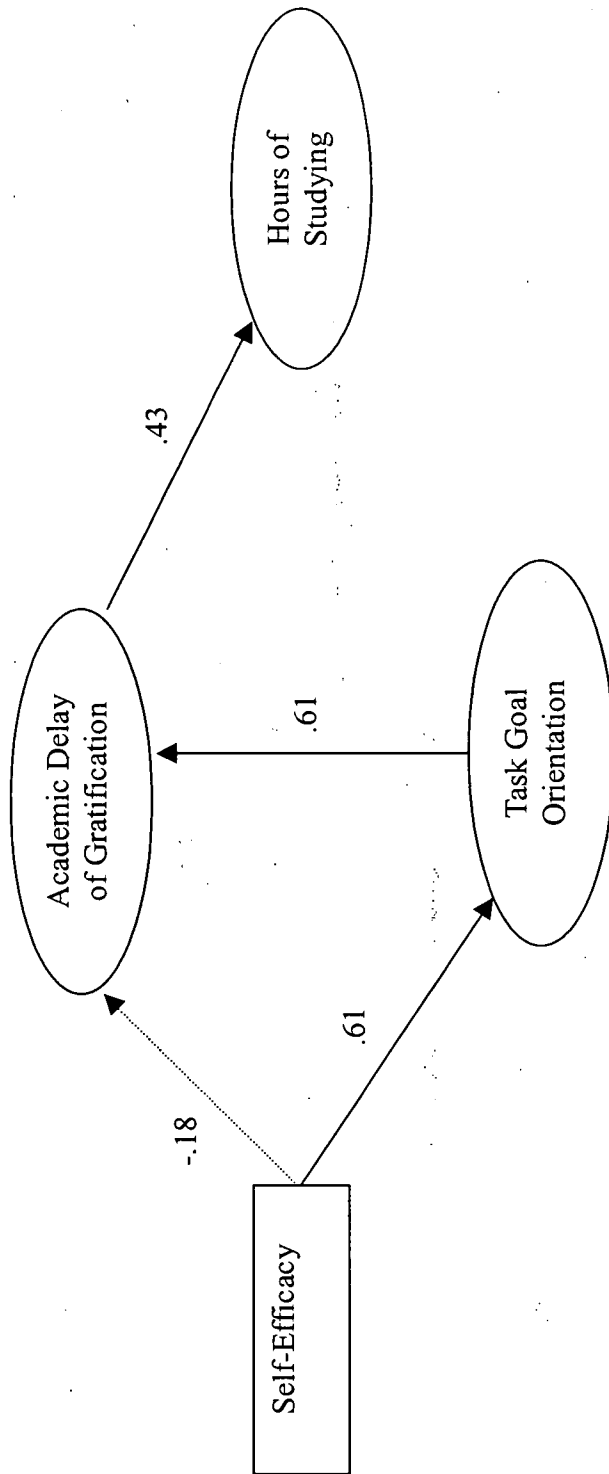 Self-Efficacy
-.18
.61
Academic Delay
of Gratification
.61
Task Goal
Orientation
.43
Hours of
Studying